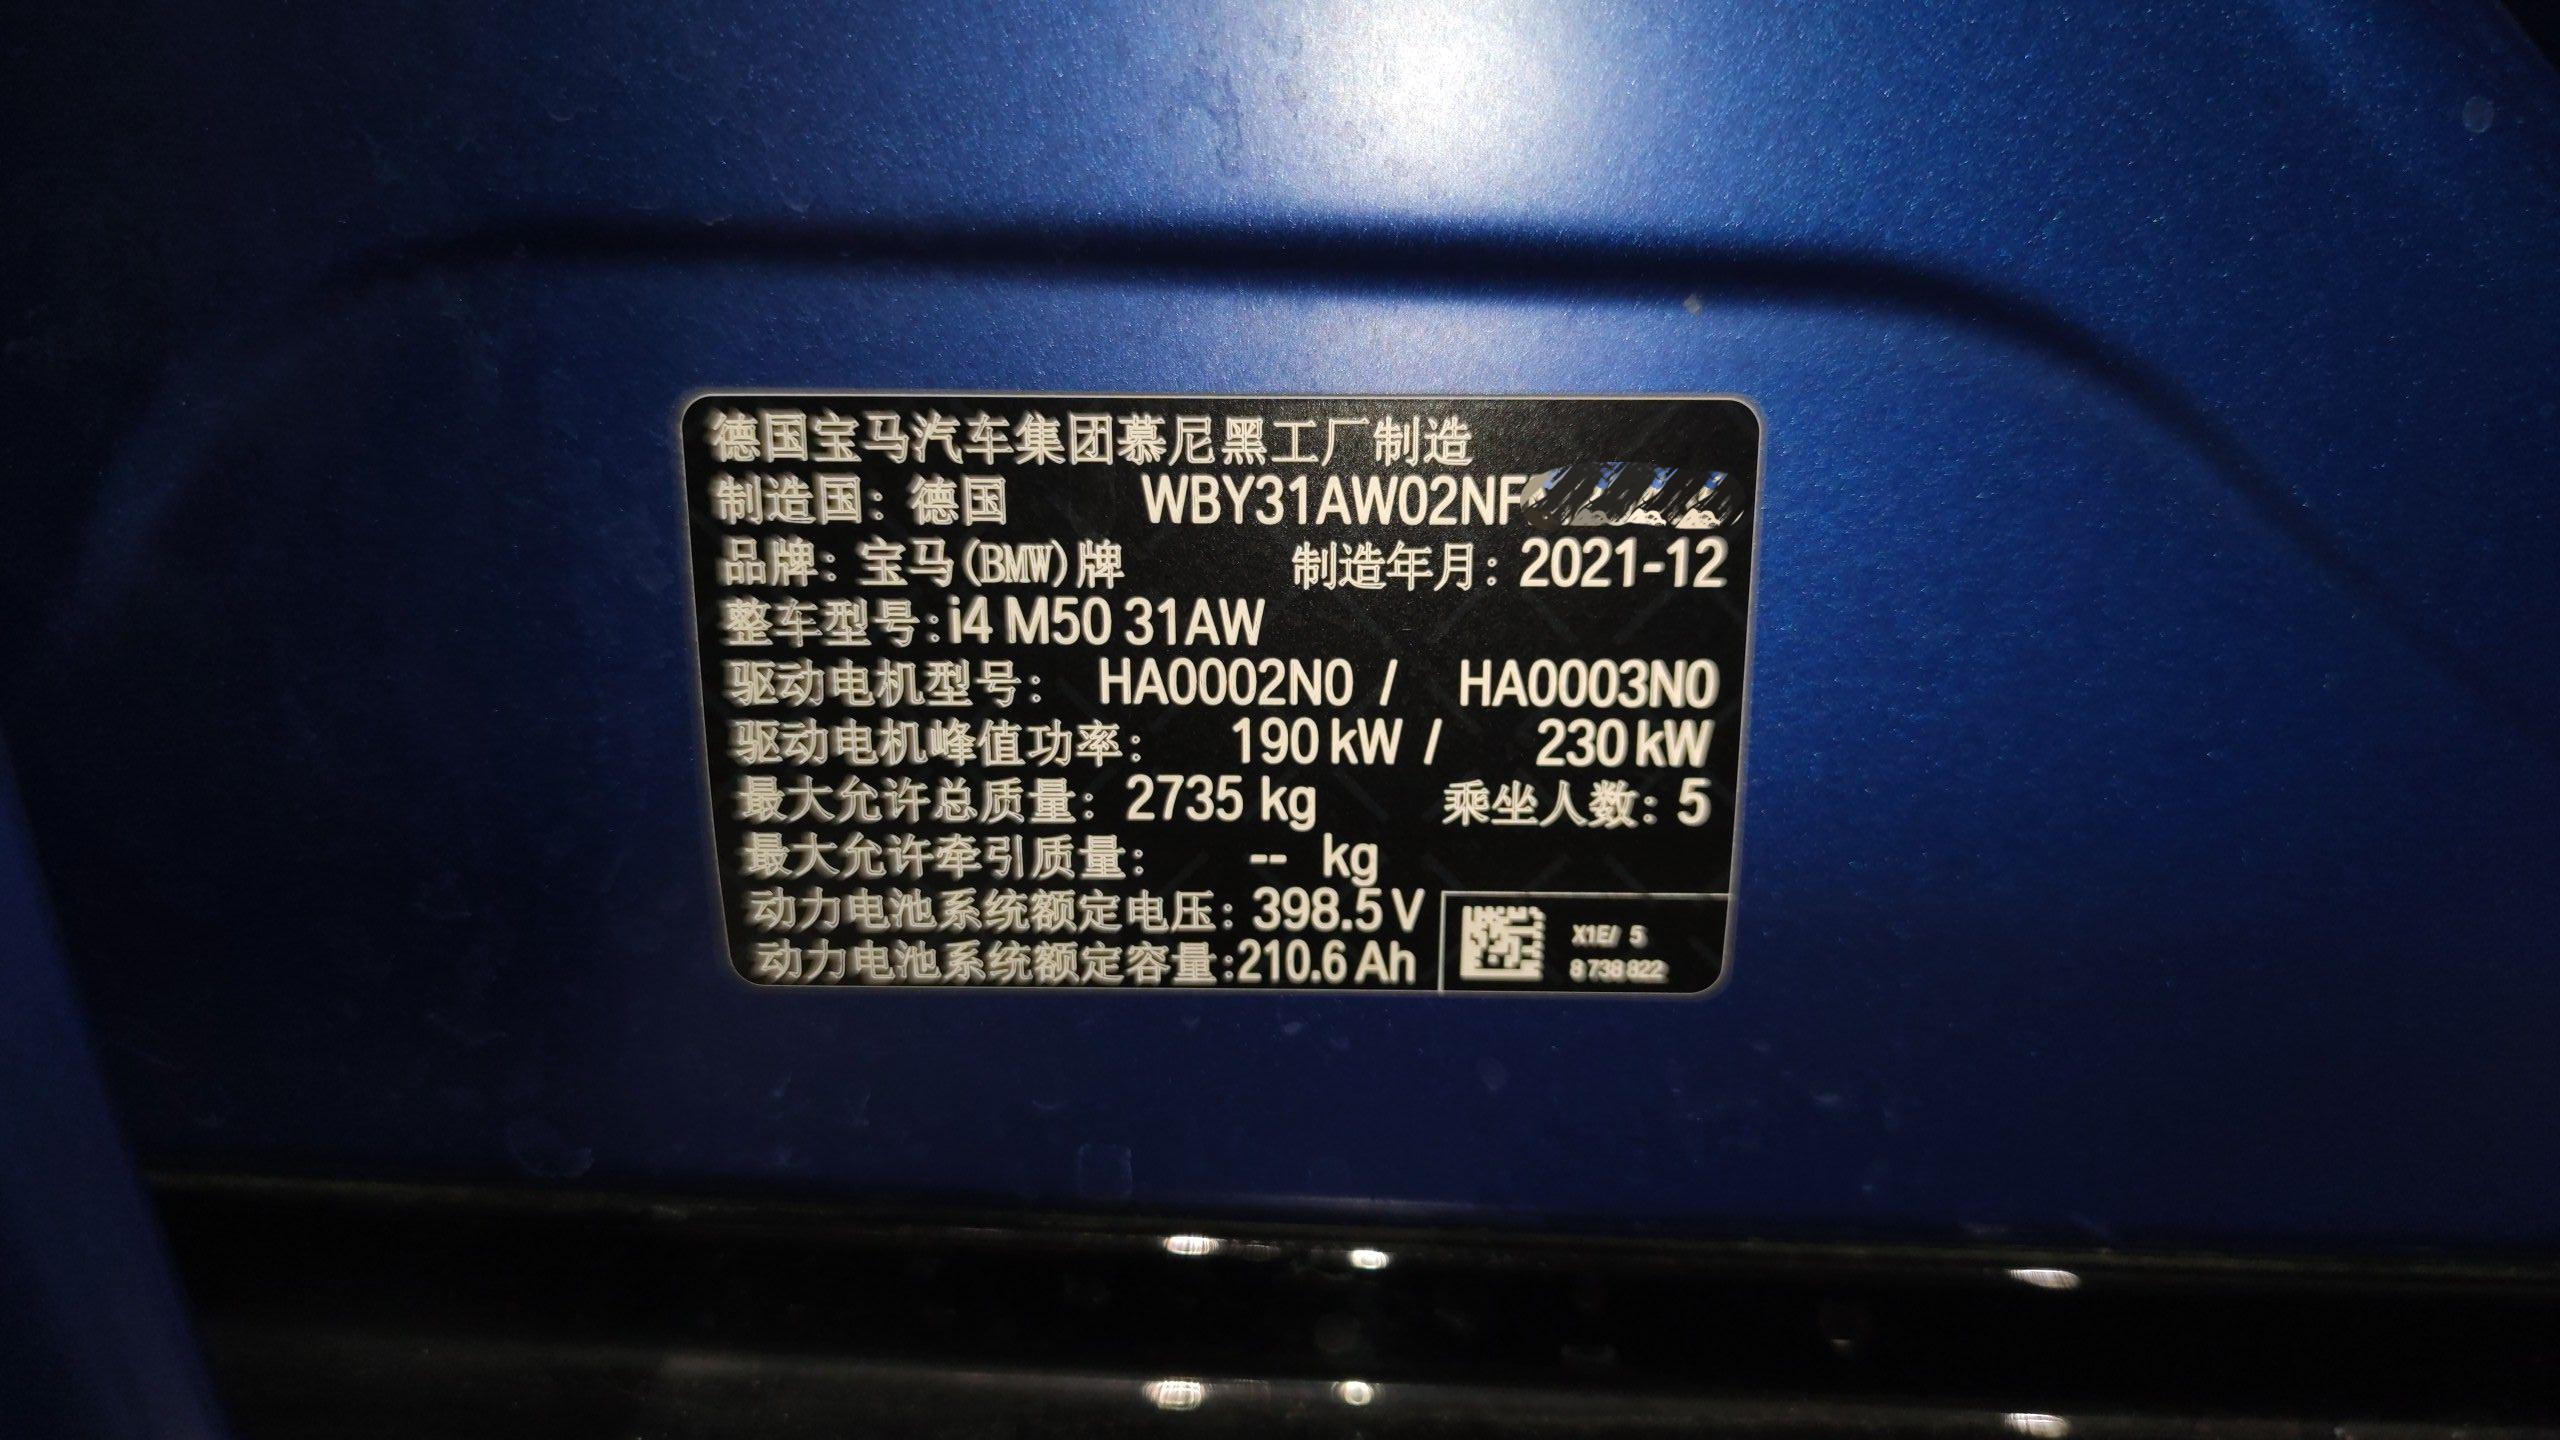 德国宝马汽车集团慕尼黑工厂制造
制造国：德国 WBY31AW02NF
品牌：宝马(BMW)牌 制造年月：2021-12
整车型号:i4 M50 31AW
驱动电机型号： HA0002N0 / HA0003N0
驱动电机峰值功率： 190 kW / 230 kW
最大允许总质量：2735 kg 乘坐人数：5
最大允许牵引质量： -- kg
动力电池系统额定电压：398.5 V
动力电池系统额定容量:210.6 Ah
X1E/ 5
8 738 822